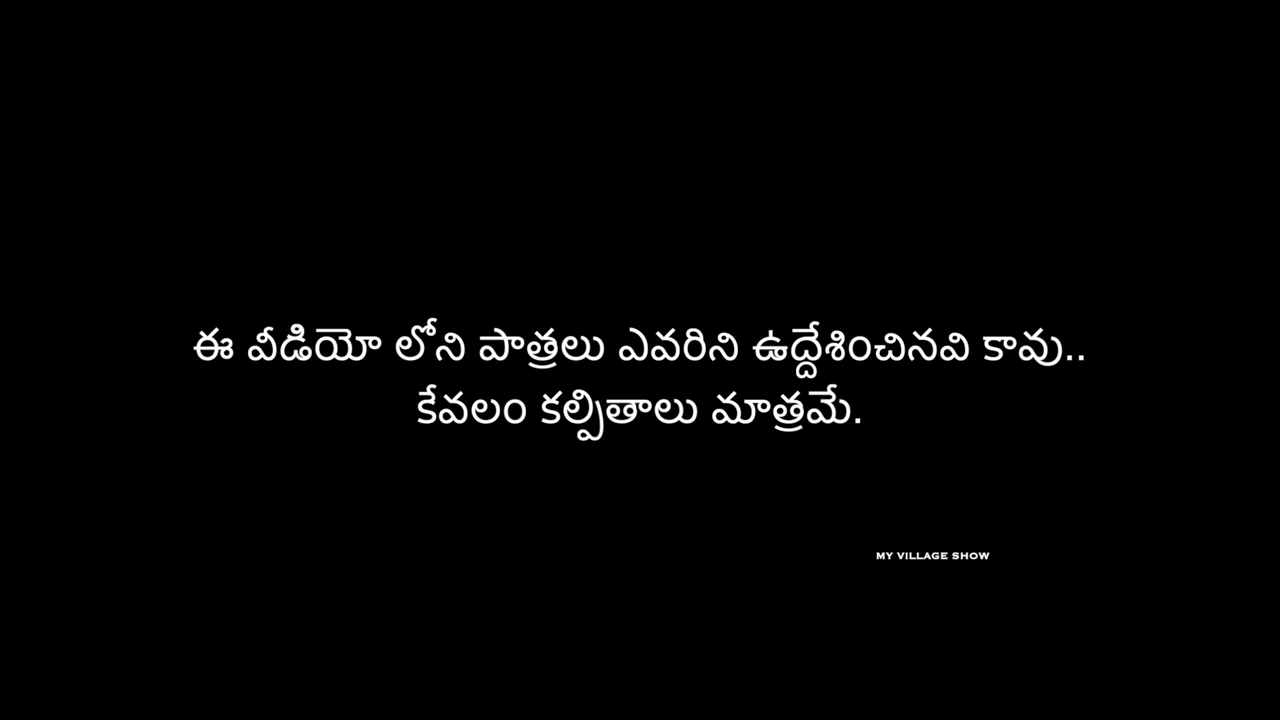 ఈ వీడియో లోని పాత్రలు ఎవరిని ఉద్దేశించినవి కావు..
కేవలం కల్పితాలు మాత్రమే.
MY VILLAGE SHOW